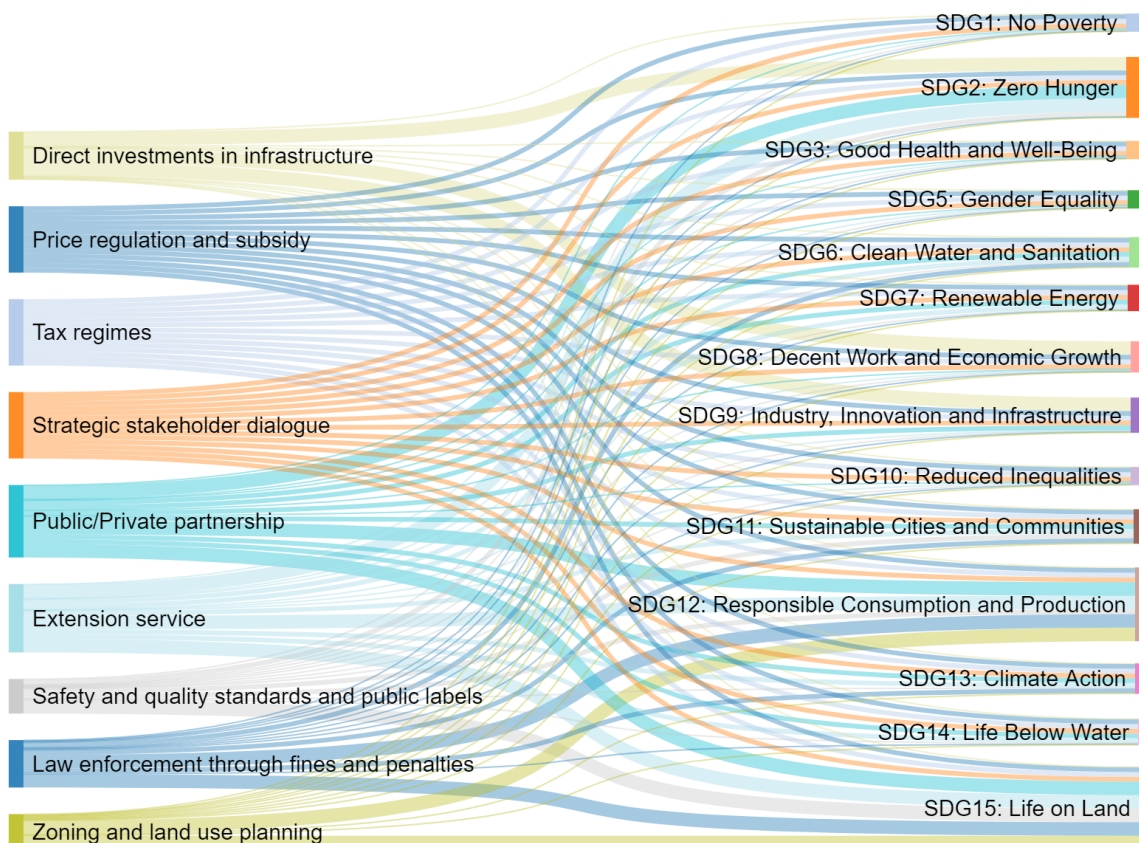 Direct investments in infrastructure
Price regulation and subsidy
Tax regimes
Strategic stakeholder dialogue
Public/Private partnership
Extension service
Safety and quality standards and public labels
Law enforcement through fines and penalties
Zoning and land use planning
SDG1: No Poverty
SDG2: Zero Hunger
SDG3: Good Health and Well-Being
SDG5: Gender Equality
SDG6: Clean Water and Sanitation
SDG7: Renewable Energy
SDG8: Decent Work and Economic Growth
SDG9: Industry, Innovation and Infrastructure
SDG10: Reduced Inequalities
SDG11: Sustainable Cities and Communities
SDG12: Responsible Consumption and Production
SDG13: Climate Action
SDG14: Life Below Water
SDG15: Life on Land